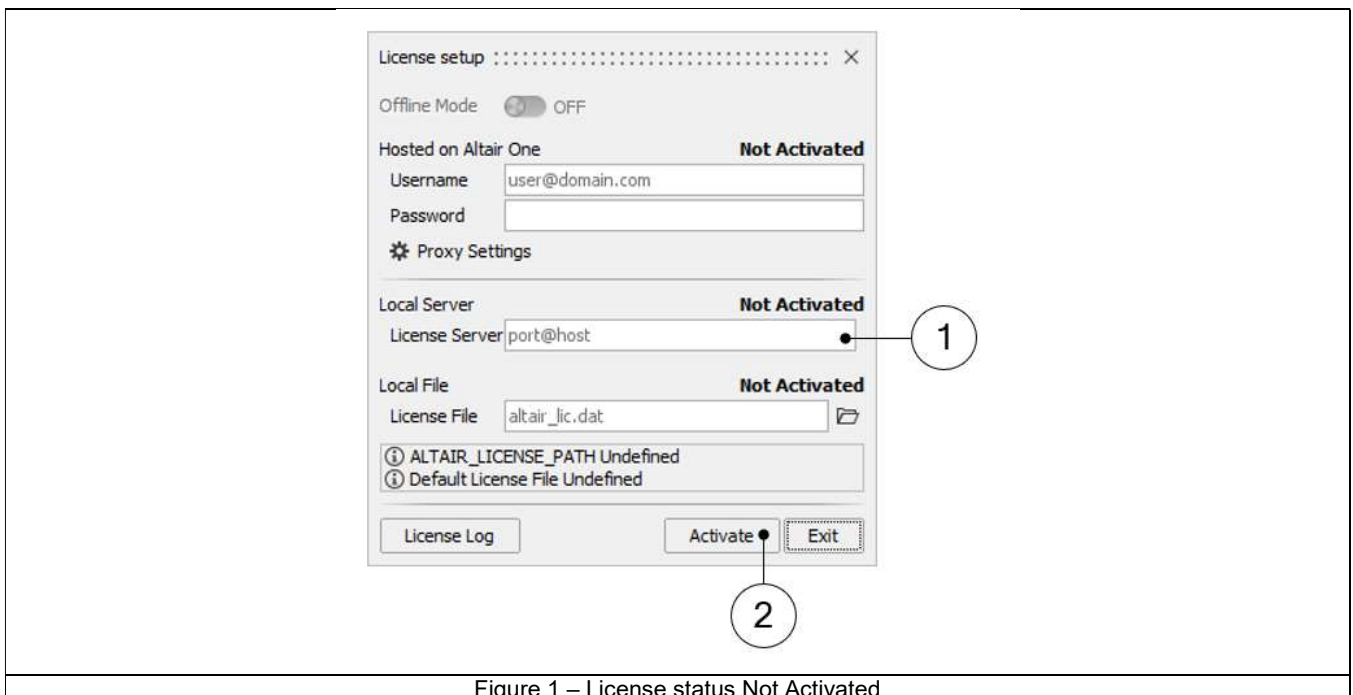 License setup
Offline Mode OFF
Hosted on Altair One Not Activated
Username user@domain.com
Password
Proxy Settings
Local Server Not Activated
License Server port@host
1
Local File Not Activated
License File altair_lic.dat
ALTAIR_LICENSE_PATH Undefined
Default License File Undefined
License Log Activate Exit
2
Figure 1 – License status Not Activated